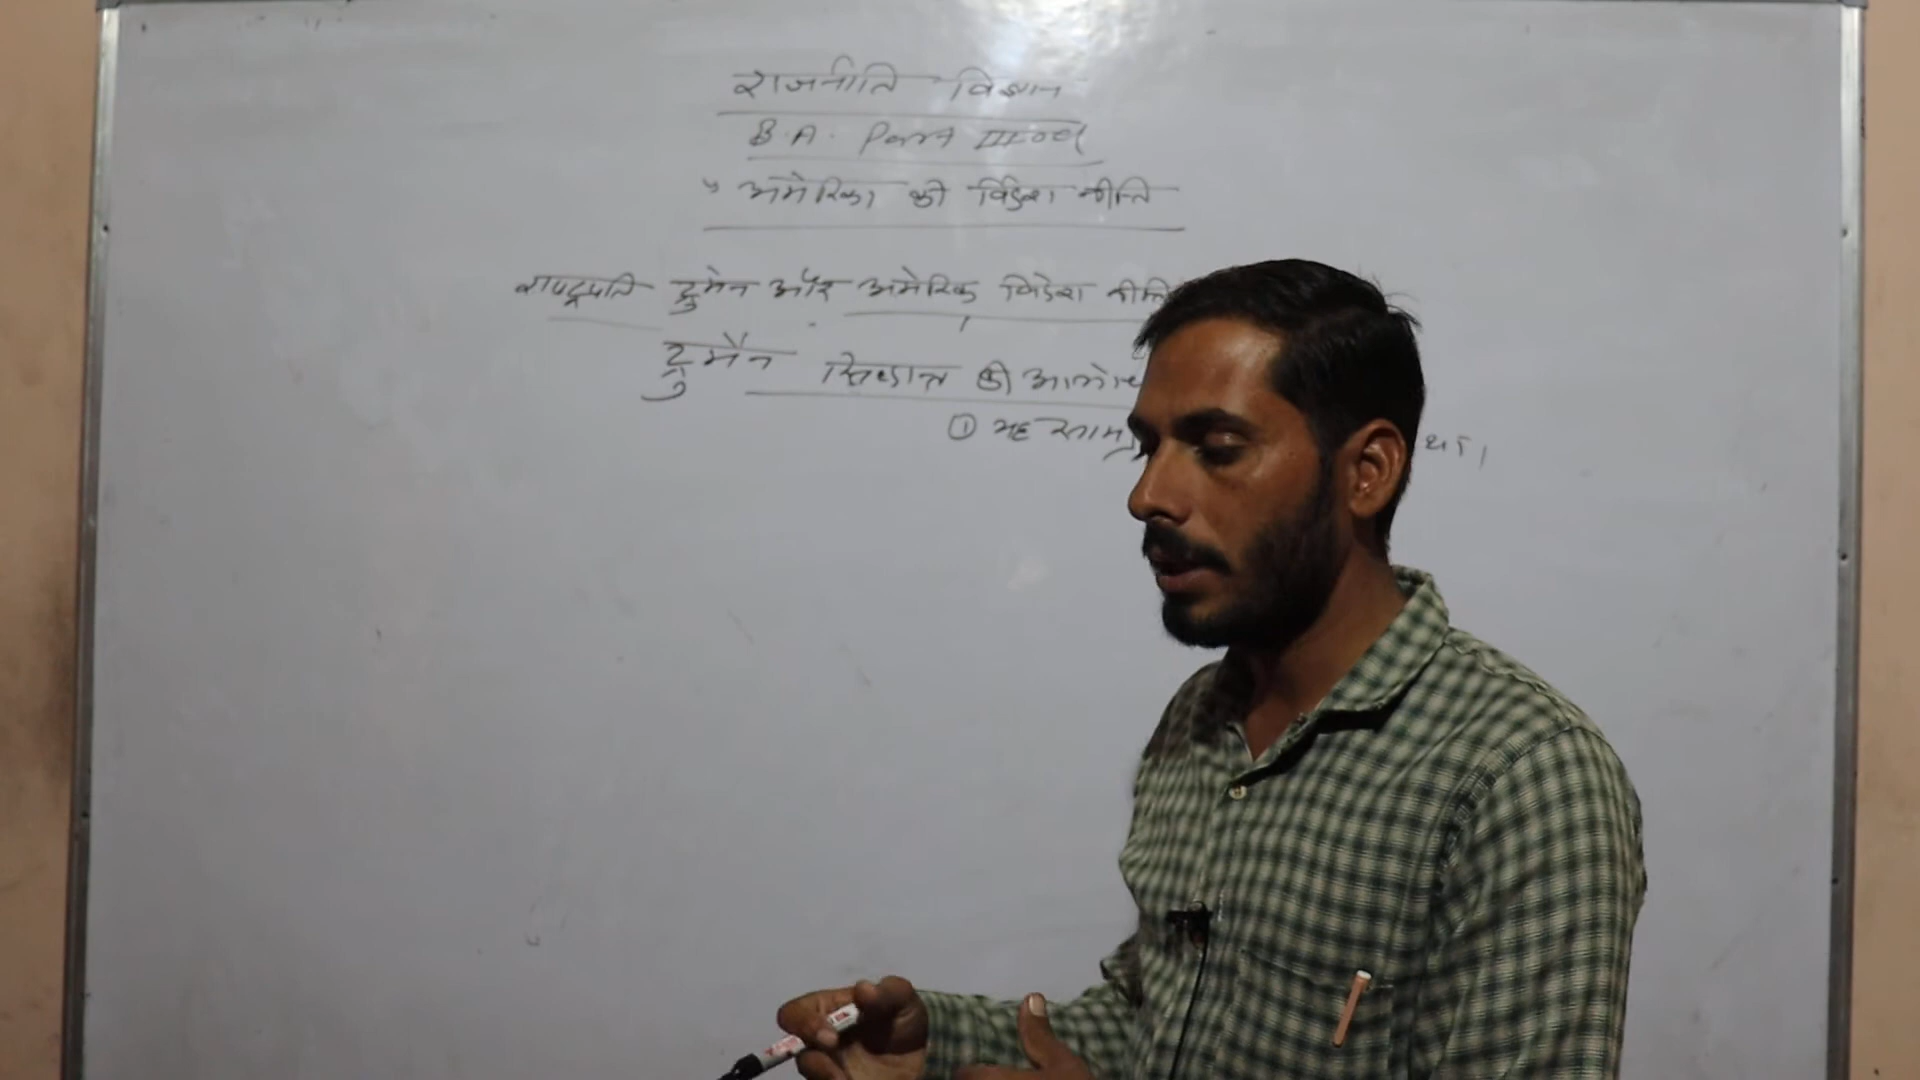 राजनीति विज्ञान
B.A. Part III
अमेरिका की विदेश नीति
राष्ट्रपति ट्रुमेन और अमेरिक विदेश नीति
ट्रुमैन सिद्धान्त की आलो
① यह साम्र था।